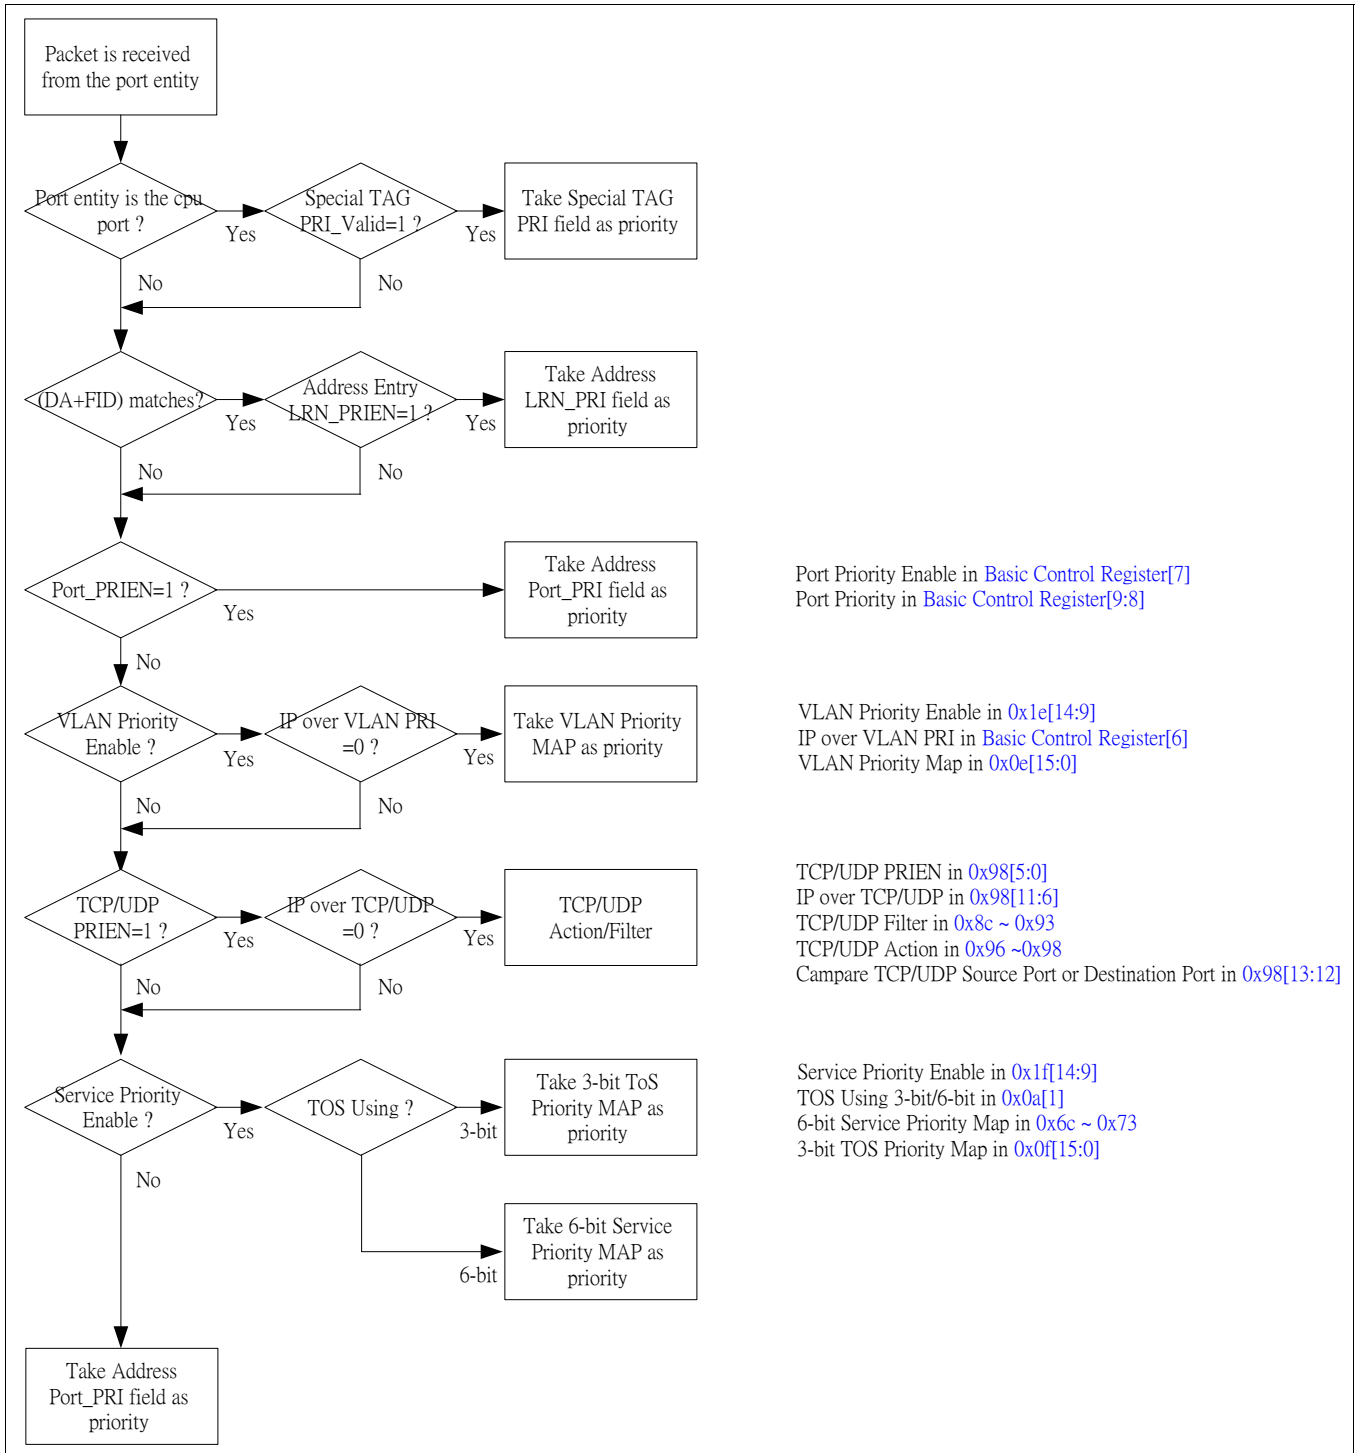 Packet is received
from the port entity
Port entity is the cpu
port ?
Yes
No
Special TAG
PRI_Valid=1 ?
Yes
No
Take Special TAG
PRI field as priority
(DA+FID) matches?
Yes
No
Address Entry
LRN_PRIEN=1 ?
Yes
No
Take Address
LRN_PRI field as
priority
Port_PRIEN=1 ?
Yes
No
Take Address
Port_PRI field as
priority
Port Priority Enable in Basic Control Register[7]
Port Priority in Basic Control Register[9:8]
VLAN Priority
Enable ?
Yes
No
IP over VLAN PRI
=0 ?
Yes
No
Take VLAN Priority
MAP as priority
VLAN Priority Enable in 0x1e[14:9]
IP over VLAN PRI in Basic Control Register[6]
VLAN Priority Map in 0x0e[15:0]
TCP/UDP
PRIEN=1 ?
Yes
No
IP over TCP/UDP
=0 ?
Yes
No
TCP/UDP
Action/Filter
TCP/UDP PRIEN in 0x98[5:0]
IP over TCP/UDP in 0x98[11:6]
TCP/UDP Filter in 0x8c ~ 0x93
TCP/UDP Action in 0x96 ~0x98
Campare TCP/UDP Source Port or Destination Port in 0x98[13:12]
Service Priority
Enable ?
Yes
No
TOS Using ?
3-bit
6-bit
Take 3-bit ToS
Priority MAP as
priority
Service Priority Enable in 0x1f[14:9]
TOS Using 3-bit/6-bit in 0x0a[1]
6-bit Service Priority Map in 0x6c ~ 0x73
3-bit TOS Priority Map in 0x0f[15:0]
Take 6-bit Service
Priority MAP as
priority
Take Address
Port_PRI field as
priority